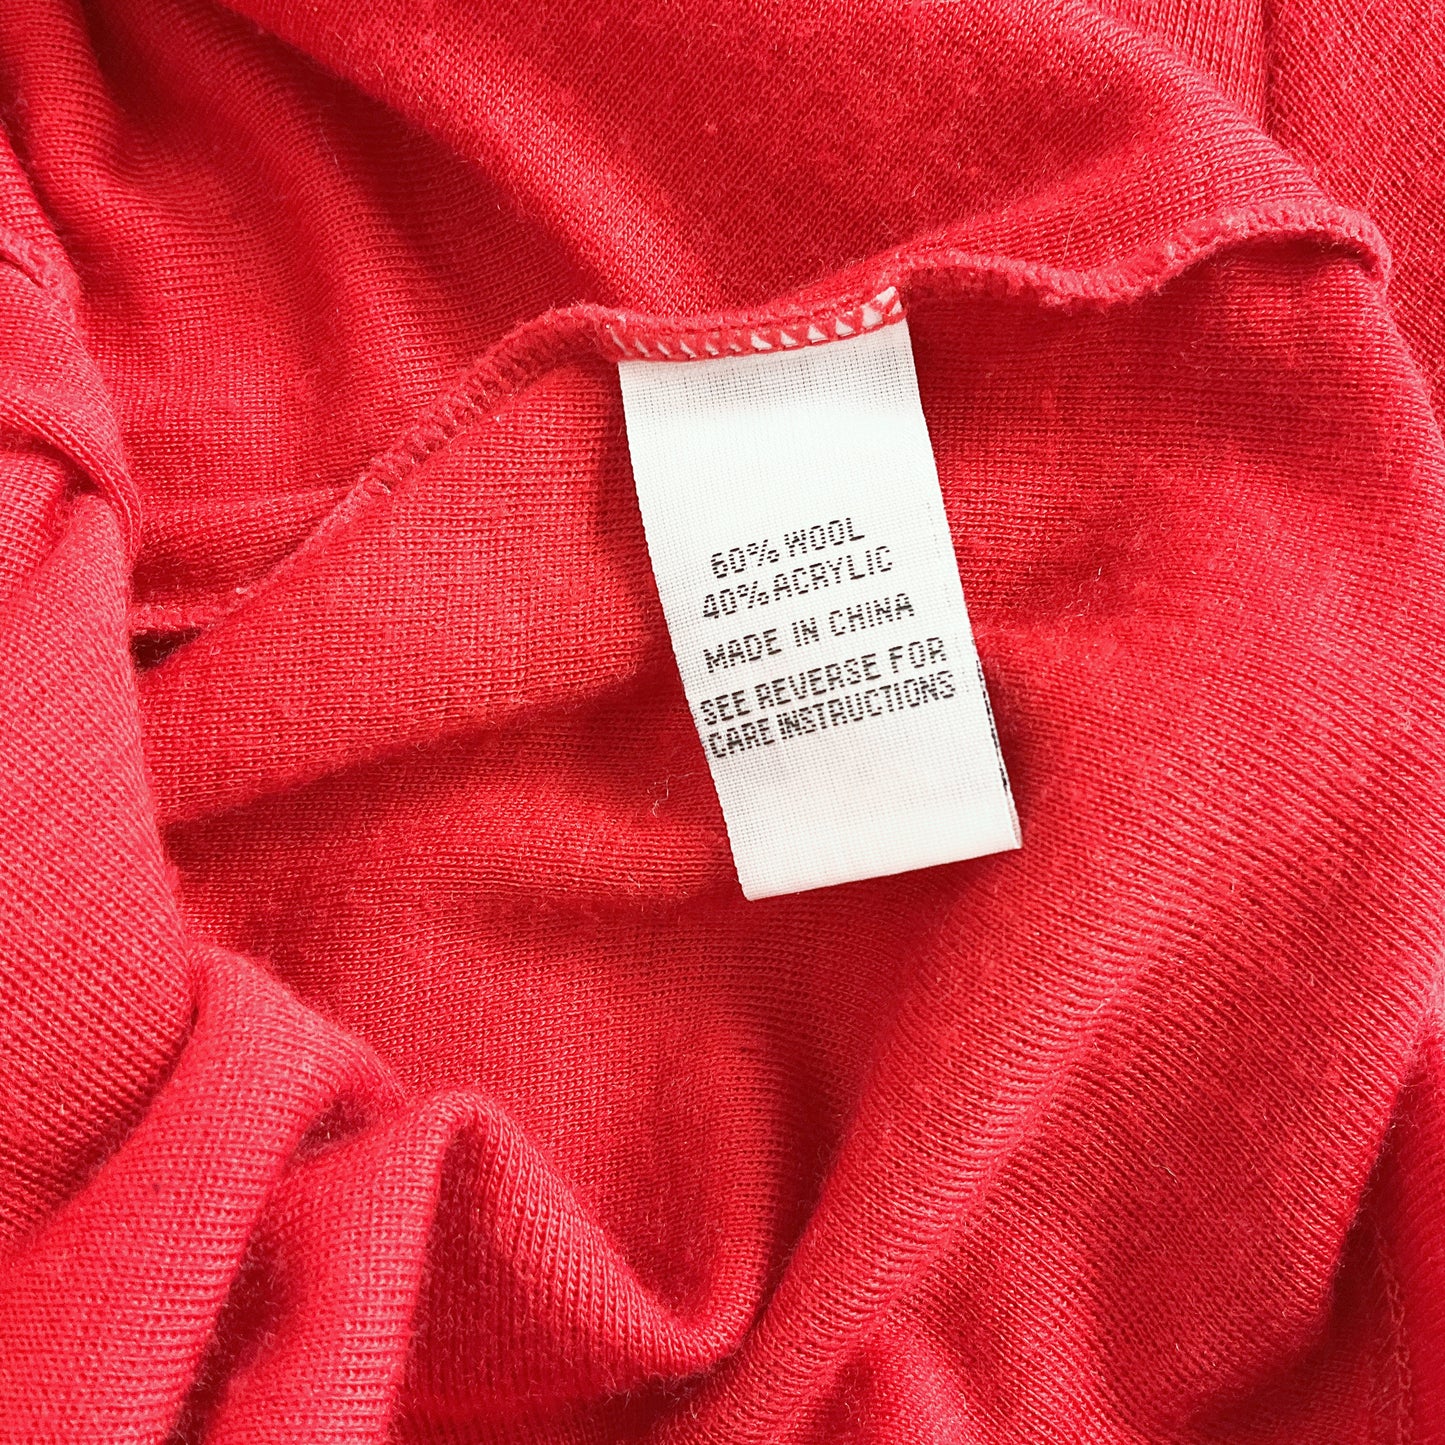 60% WOOL
40% ACRYLIC
MADE IN CHINA
SEE REVERSE FOR
CARE INSTRUCTIONS